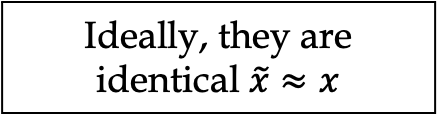 Ideally, they are
identical x̃ ≈ x